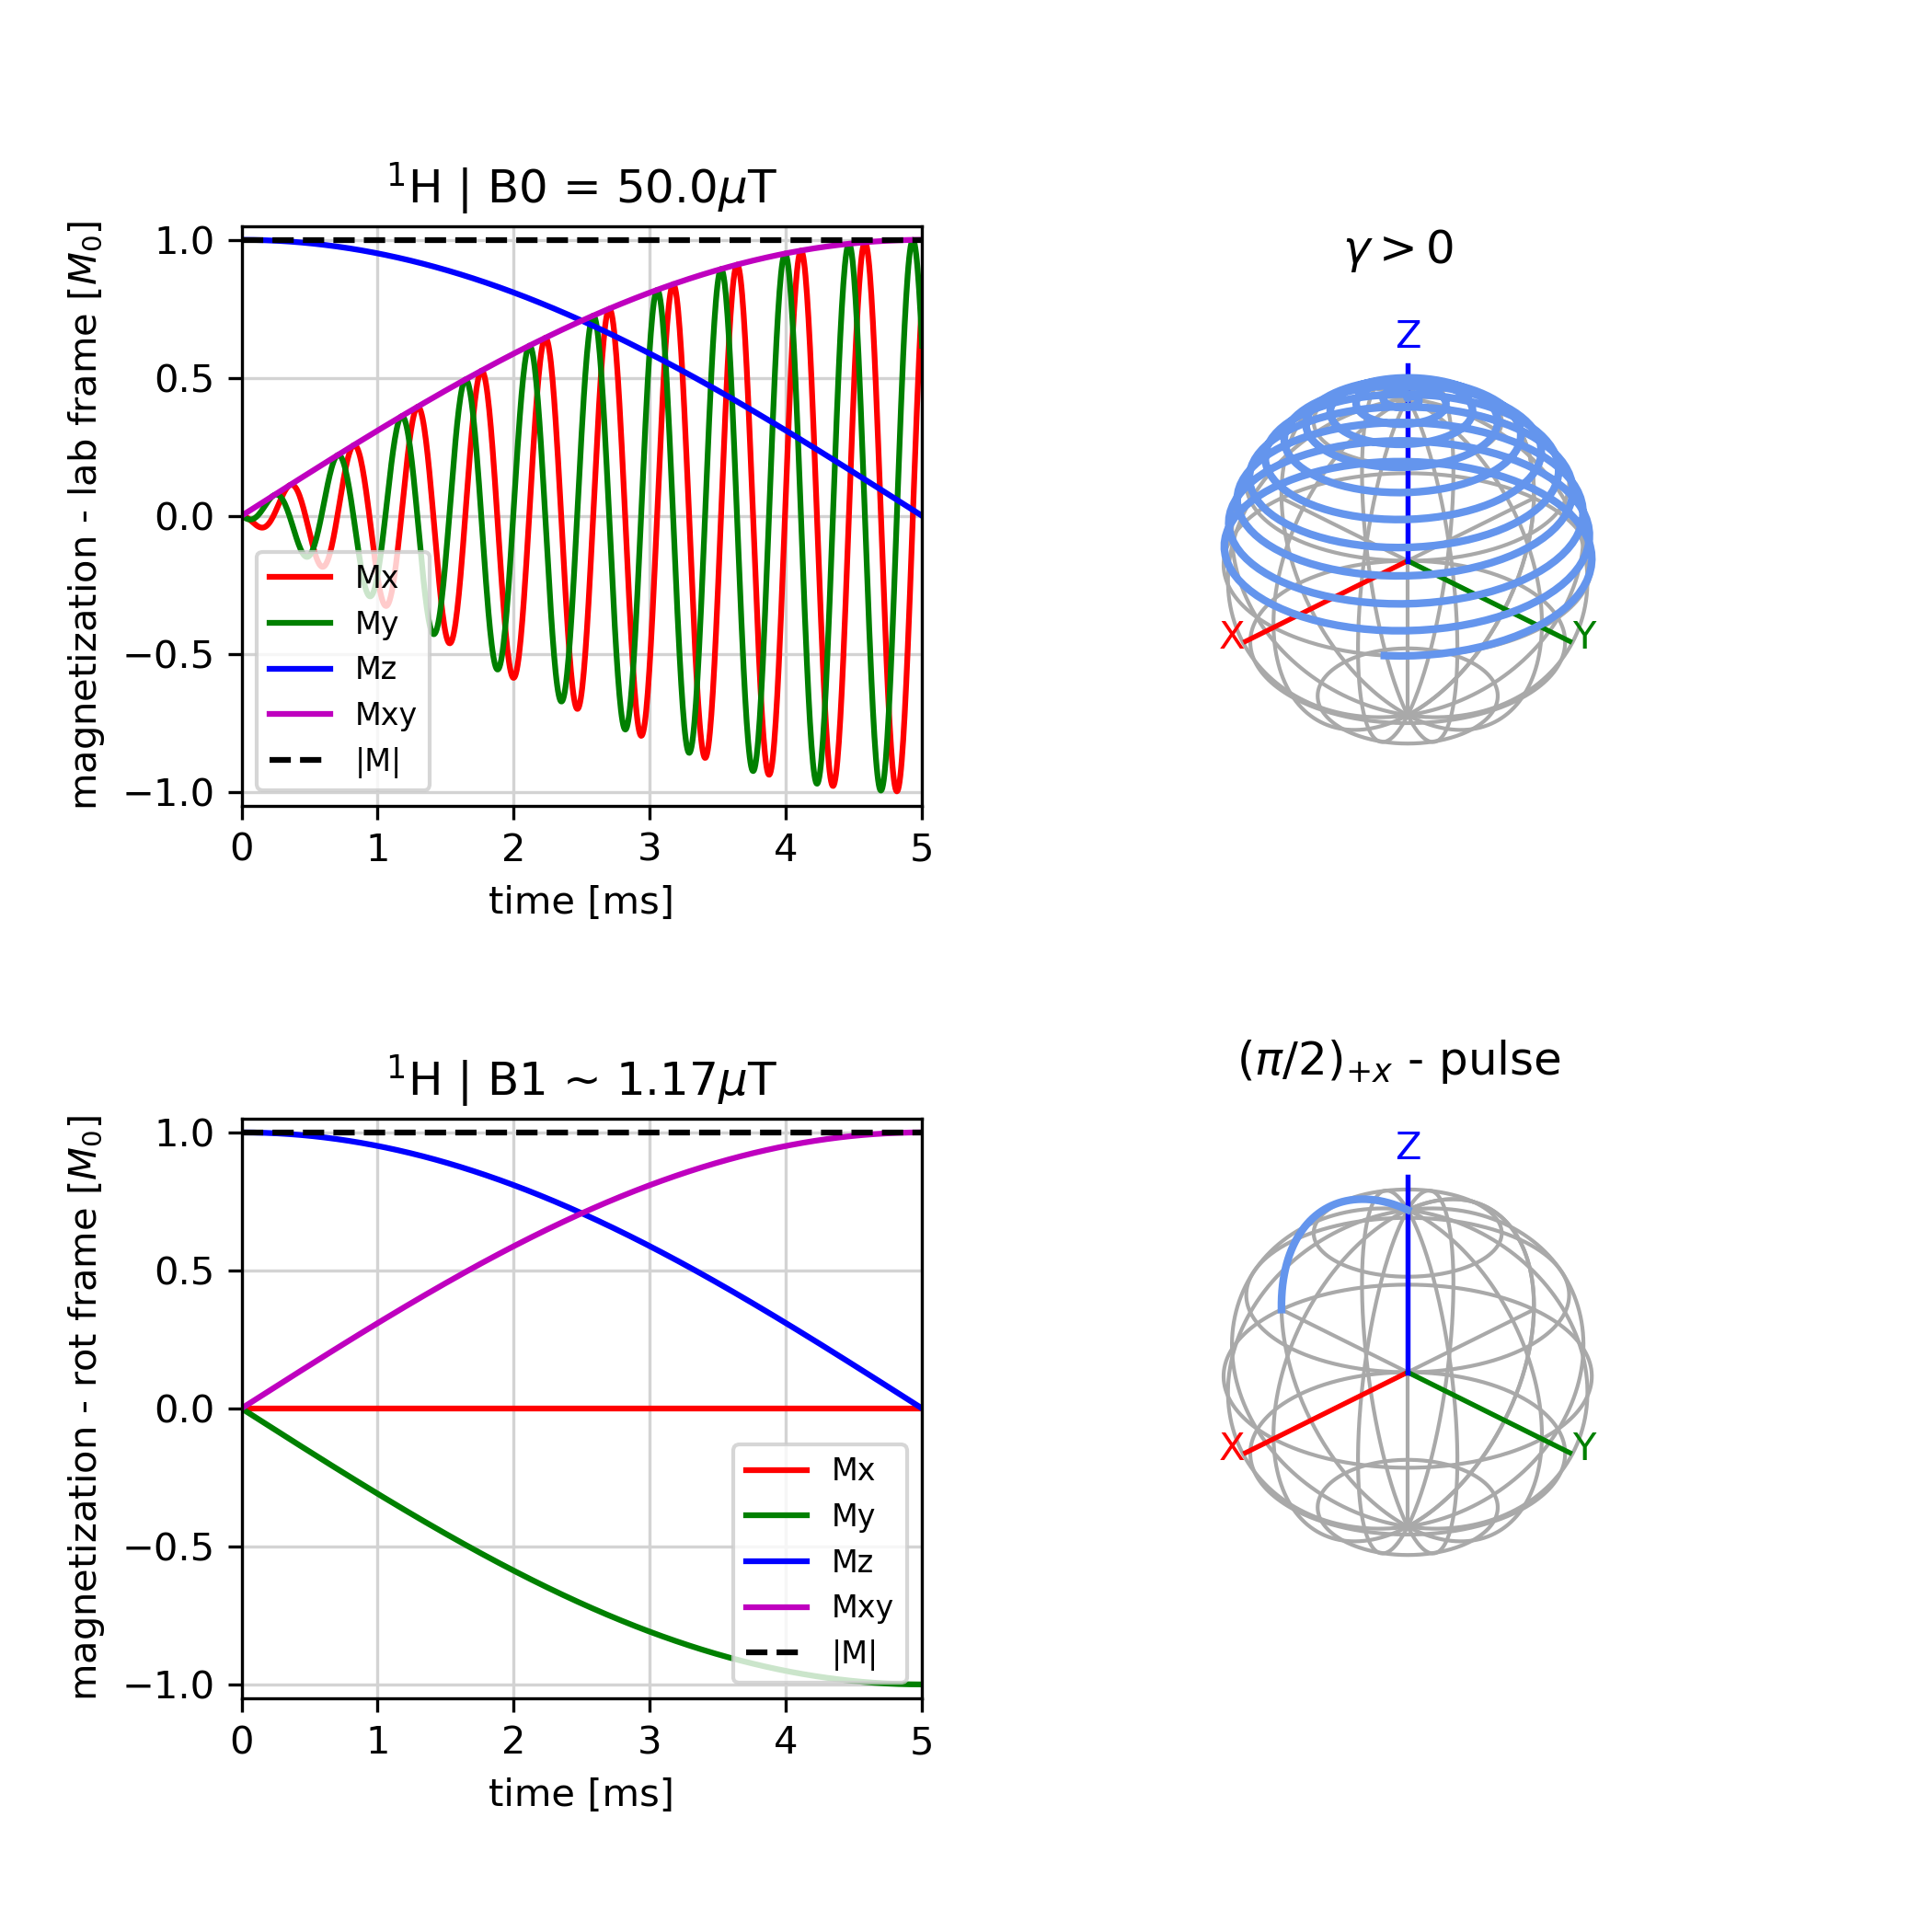 ¹H | B0 = 50.0μT
magnetization - lab frame [M₀]
1.0
0.5
0.0
−0.5
−1.0
Mx
My
Mz
Mxy
|M|
0 1 2 3 4 5
time [ms]
γ > 0
Z
X
Y
¹H | B1 ~ 1.17μT
magnetization - rot frame [M₀]
1.0
0.5
0.0
−0.5
−1.0
Mx
My
Mz
Mxy
|M|
0 1 2 3 4 5
time [ms]
(π/2)₊ₓ - pulse
Z
X
Y